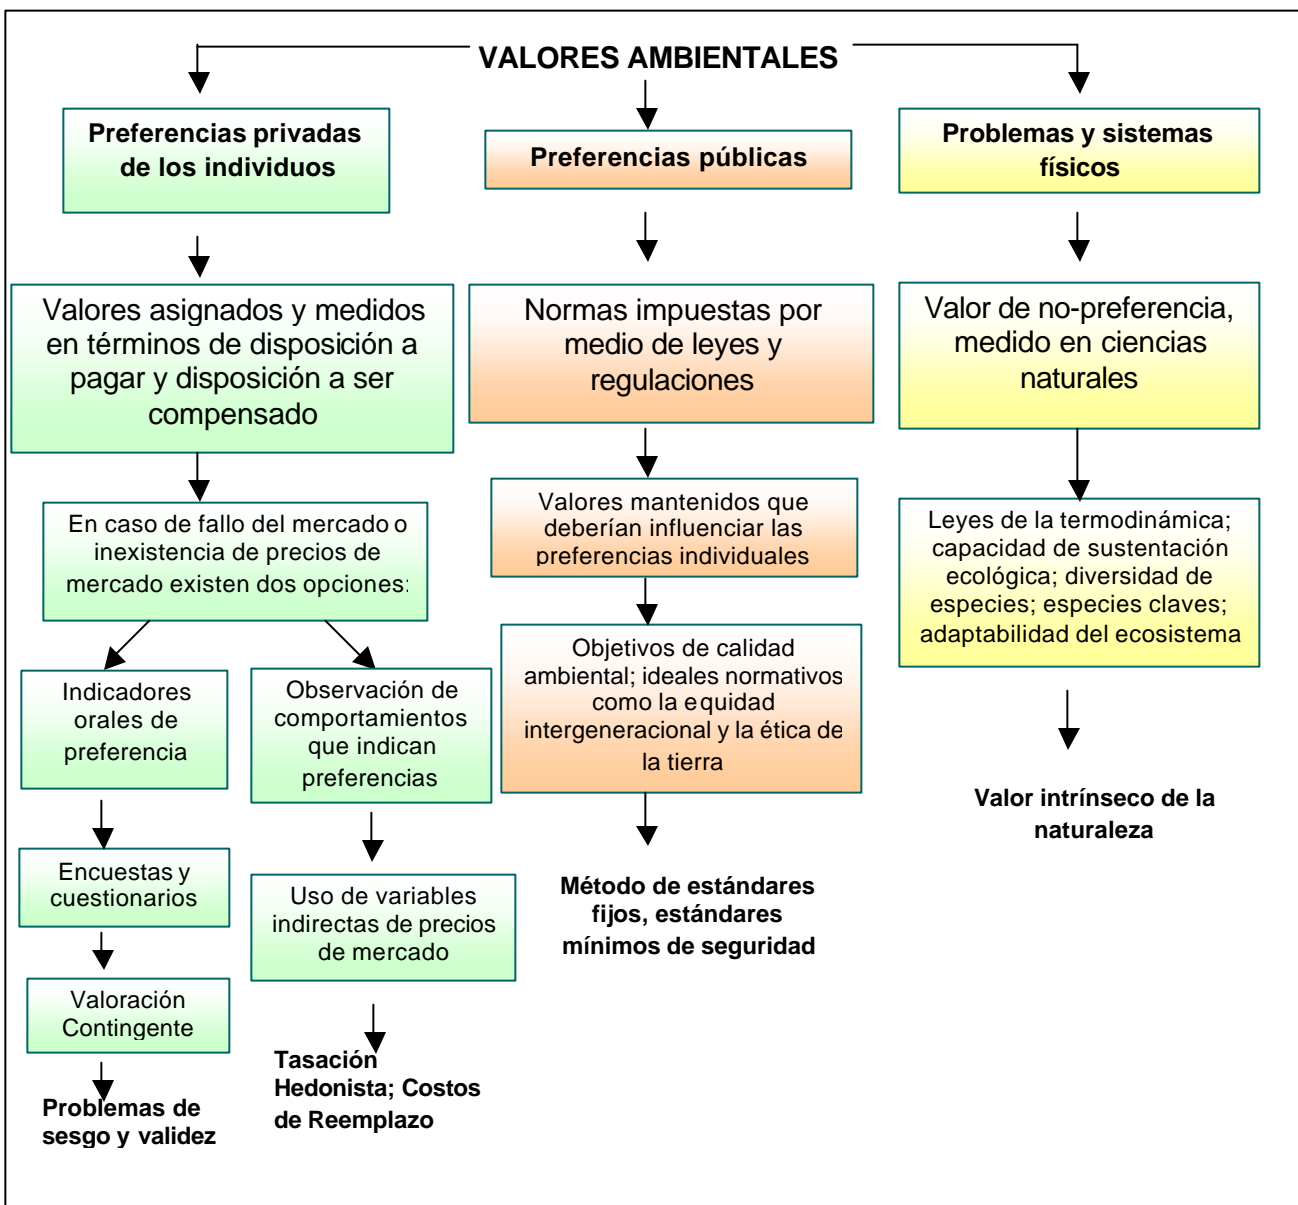 VALORES AMBIENTALES
Preferencias privadas
de los individuos
Valores asignados y medidos
en términos de disposición a
pagar y disposición a ser
compensado
En caso de fallo del mercado o
inexistencia de precios de
mercado existen dos opciones:
Indicadores
orales de
preferencia
Encuestas y
cuestionarios
Valoración
Contingente
Problemas de
sesgo y validez
Observación de
comportamientos
que indican
preferencias
Uso de variables
indirectas de precios
de mercado
Tasación
Hedonista; Costos
de Reemplazo
Preferencias públicas
Normas impuestas por
medio de leyes y
regulaciones
Valores mantenidos que
deberían influenciar las
preferencias individuales
Objetivos de calidad
ambiental; ideales normativos
como la equidad
intergeneracional y la ética de
la tierra
Método de estándares
fijos, estándares
mínimos de seguridad
Problemas y sistemas
físicos
Valor de no-preferencia,
medido en ciencias
naturales
Leyes de la termodinámica;
capacidad de sustentación
ecológica; diversidad de
especies; especies claves;
adaptabilidad del ecosistema
Valor intrínseco de la
naturaleza